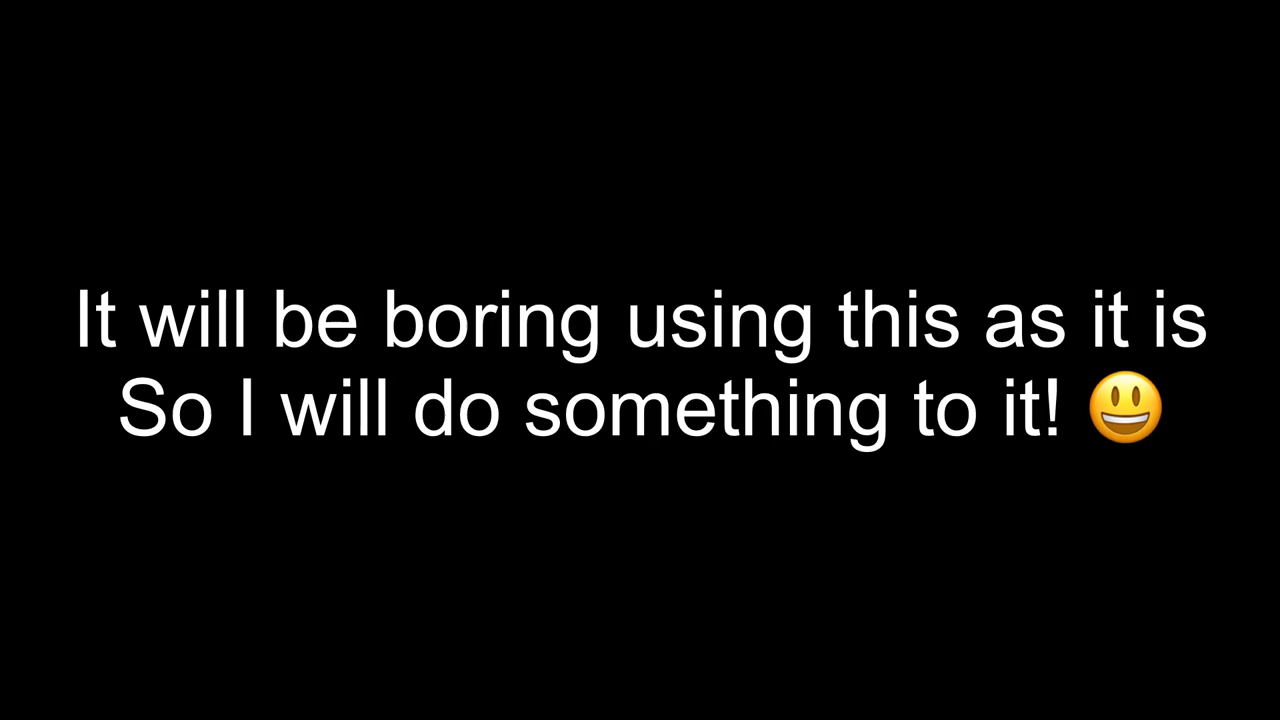 It will be boring using this as it is
So I will do something to it! 😃